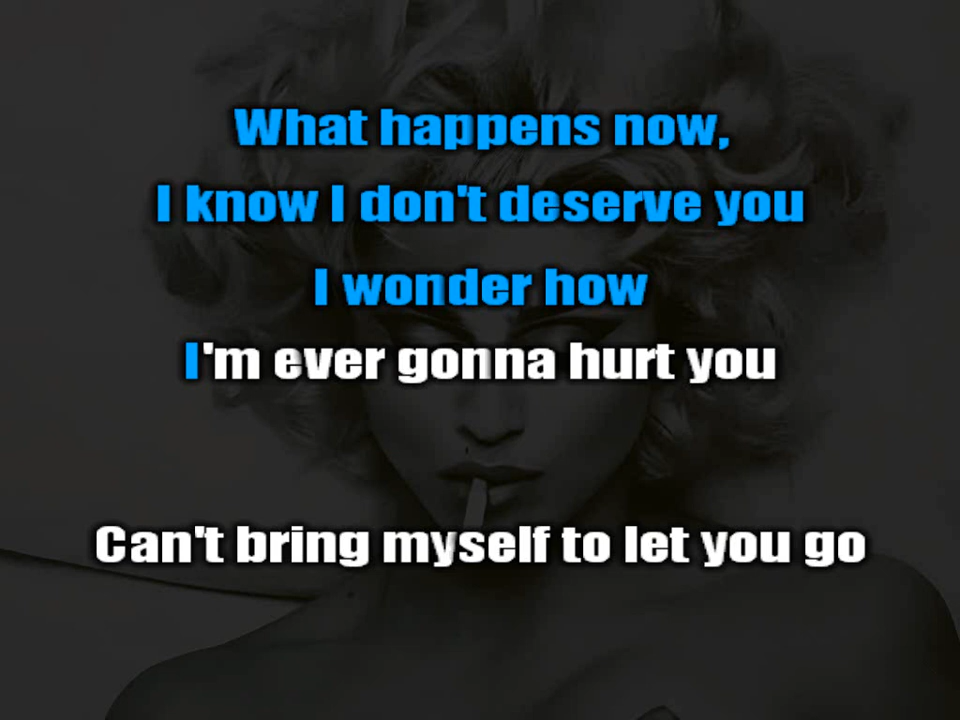 What happens now,
I know I don't deserve you
I wonder how
I'm ever gonna hurt you
Can't bring myself to let you go